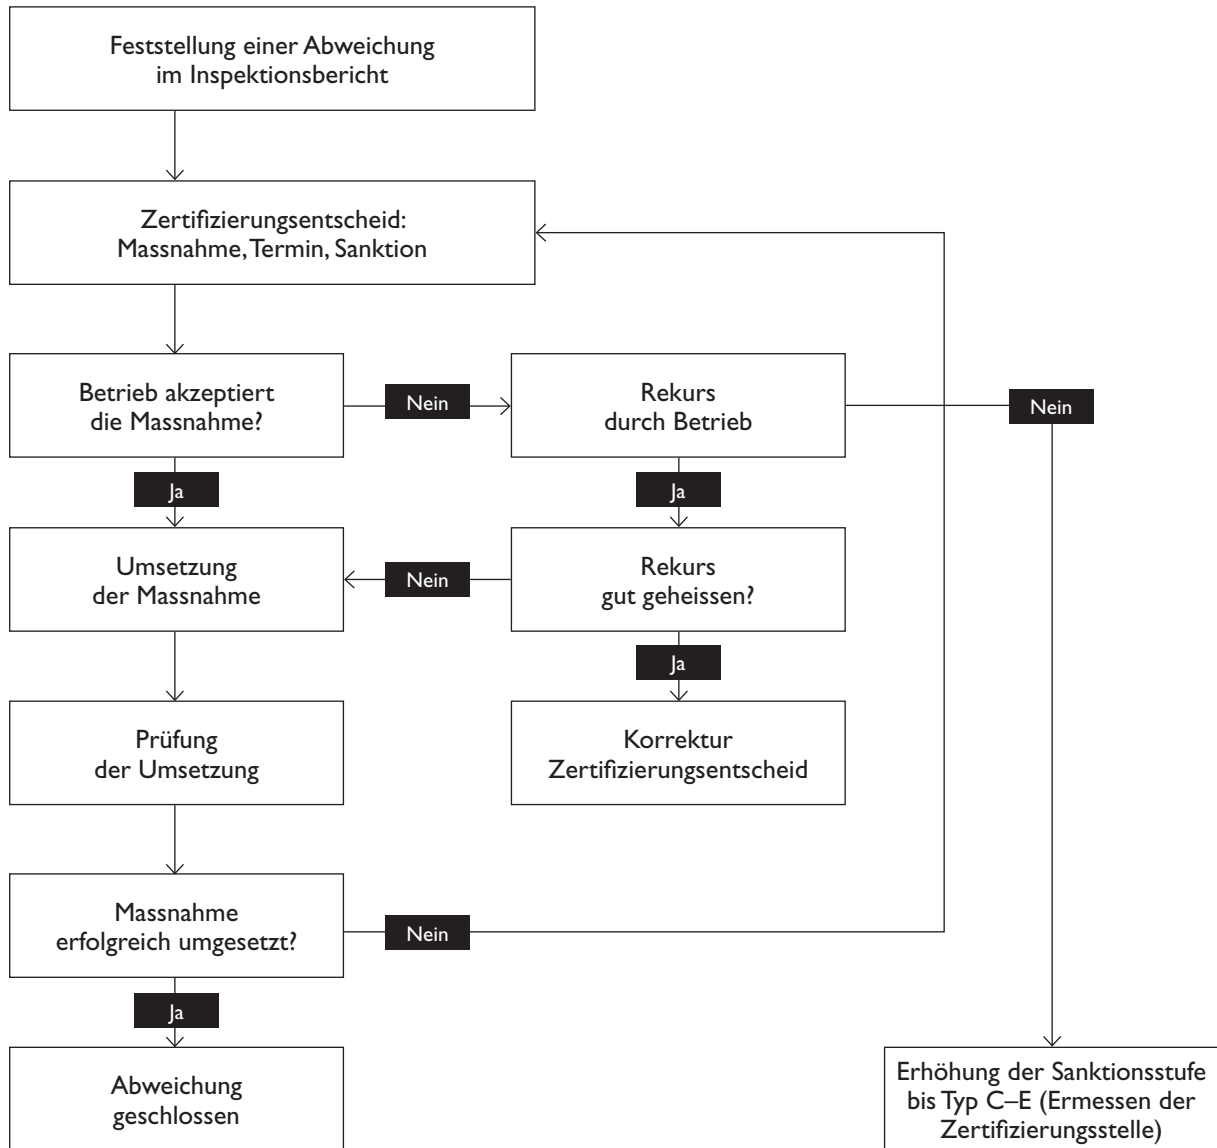 Feststellung einer Abweichung
im Inspektionsbericht
Zertifizierungsentscheid:
Massnahme, Termin, Sanktion
Betrieb akzeptiert
die Massnahme?
Nein
Rekurs
durch Betrieb
Nein
Ja
Ja
Umsetzung
der Massnahme
Nein
Rekurs
gut geheissen?
Ja
Prüfung
der Umsetzung
Korrektur
Zertifizierungsentscheid
Massnahme
erfolgreich umgesetzt?
Nein
Ja
Abweichung
geschlossen
Erhöhung der Sanktionsstufe
bis Typ C–E (Ermessen der
Zertifizierungsstelle)